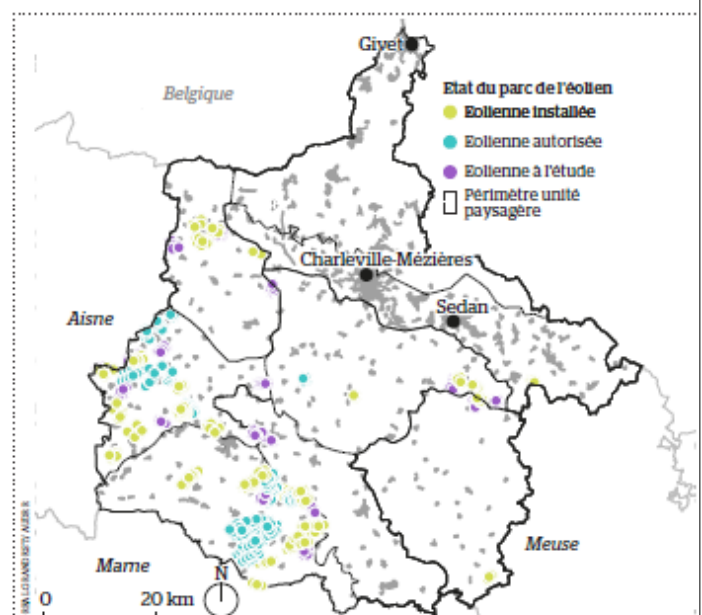 Givet
Belgique
Etat du parc de l'éolien
Eolienne installée
Eolienne autorisée
Eolienne à l'étude
Périmètre unité
paysagère
Charleville-Mézières
Sedan
Aisne
Marne
Meuse
N
0 20 km